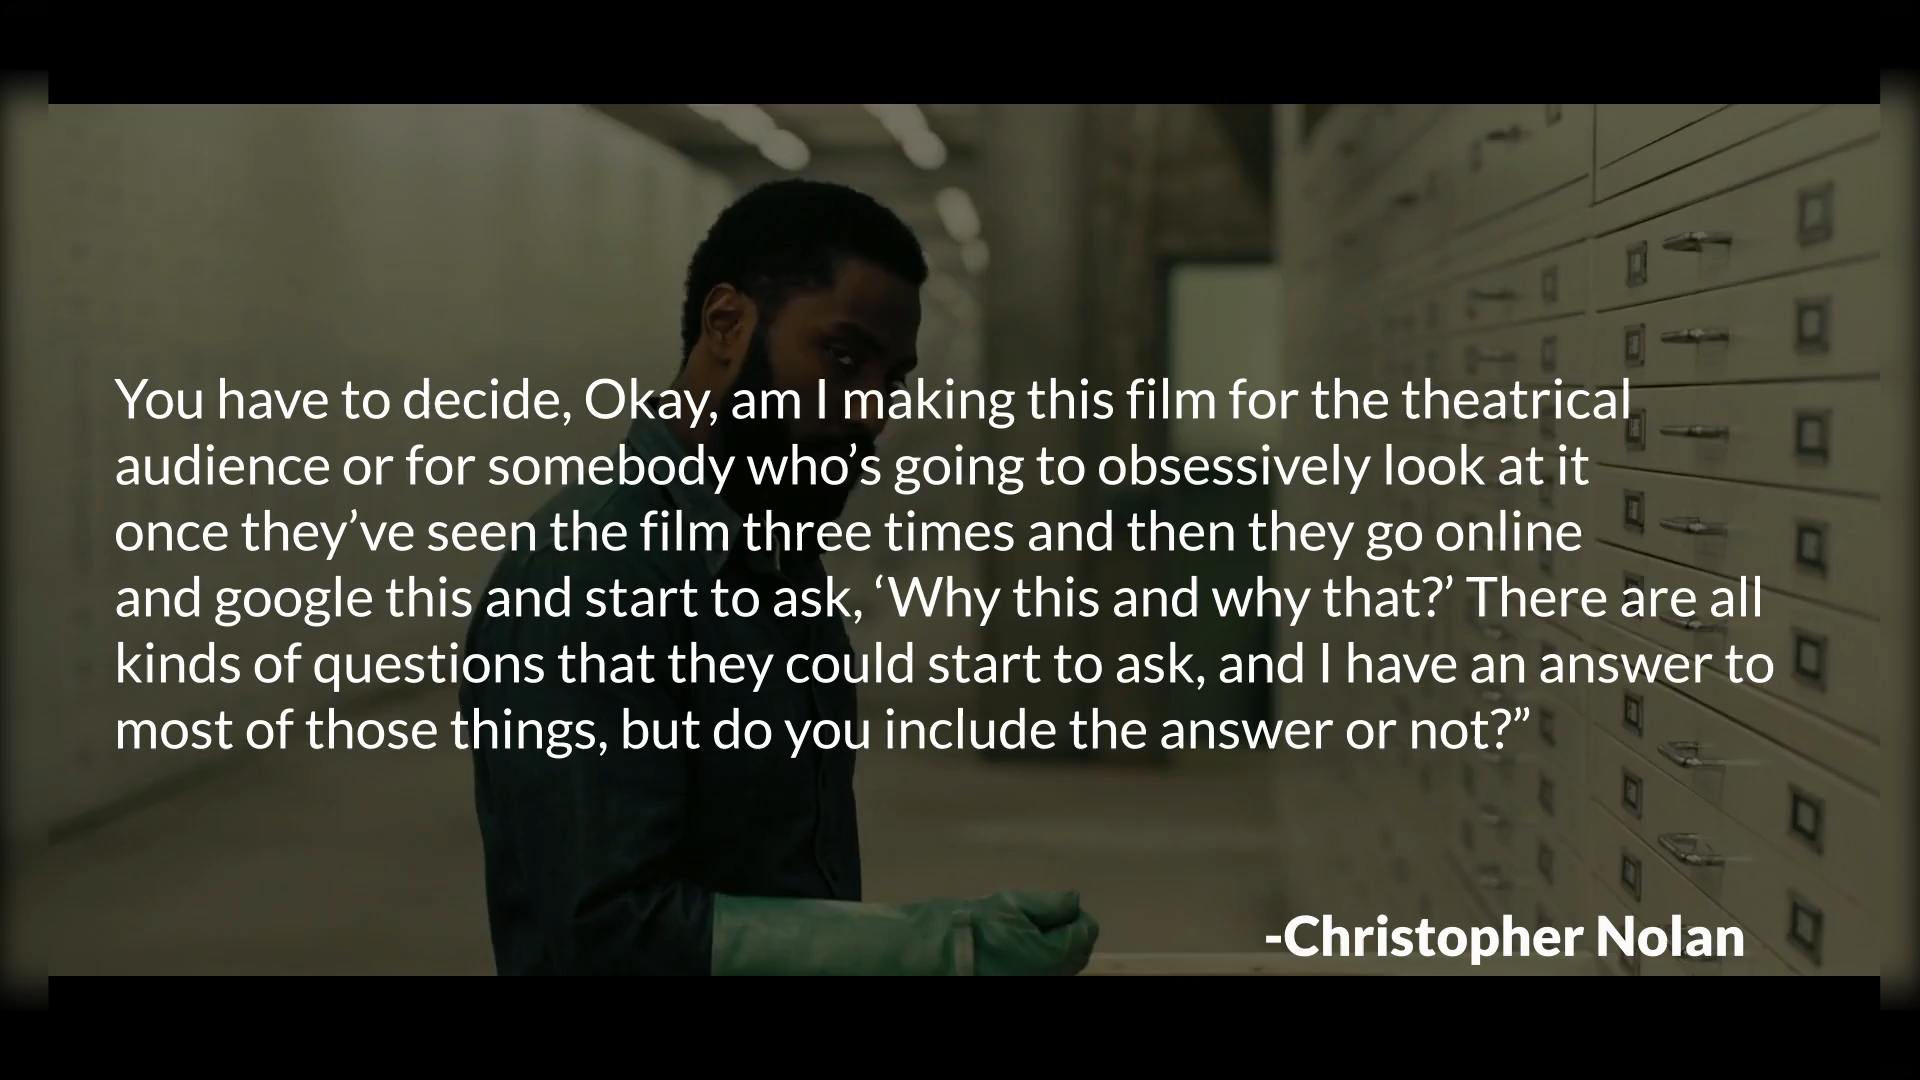 You have to decide, Okay, am I making this film for the theatrical
audience or for somebody who’s going to obsessively look at it
once they’ve seen the film three times and then they go online
and google this and start to ask, ‘Why this and why that?’ There are all
kinds of questions that they could start to ask, and I have an answer to
most of those things, but do you include the answer or not?”
-Christopher Nolan